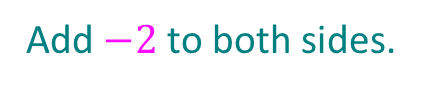 Add −2 to both sides.